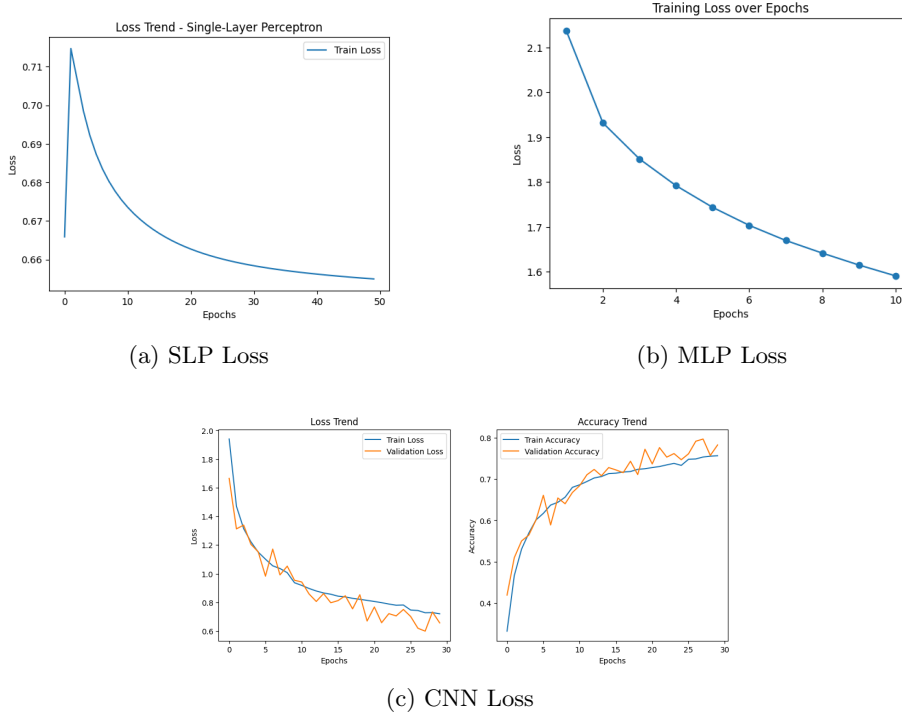 Loss Trend - Single-Layer Perceptron
Train Loss
0.71
0.70
0.69
0.68
0.67
0.66
Loss
0 10 20 30 40 50
Epochs
(a) SLP Loss
Training Loss over Epochs
2.1
2.0
1.9
1.8
1.7
1.6
Loss
2 4 6 8 10
Epochs
(b) MLP Loss
Loss Trend
Train Loss
Validation Loss
2.0
1.8
1.6
1.4
1.2
1.0
0.8
0.6
Loss
0 5 10 15 20 25 30
Epochs
Accuracy Trend
Train Accuracy
Validation Accuracy
0.8
0.7
0.6
0.5
0.4
Accuracy
0 5 10 15 20 25 30
Epochs
(c) CNN Loss